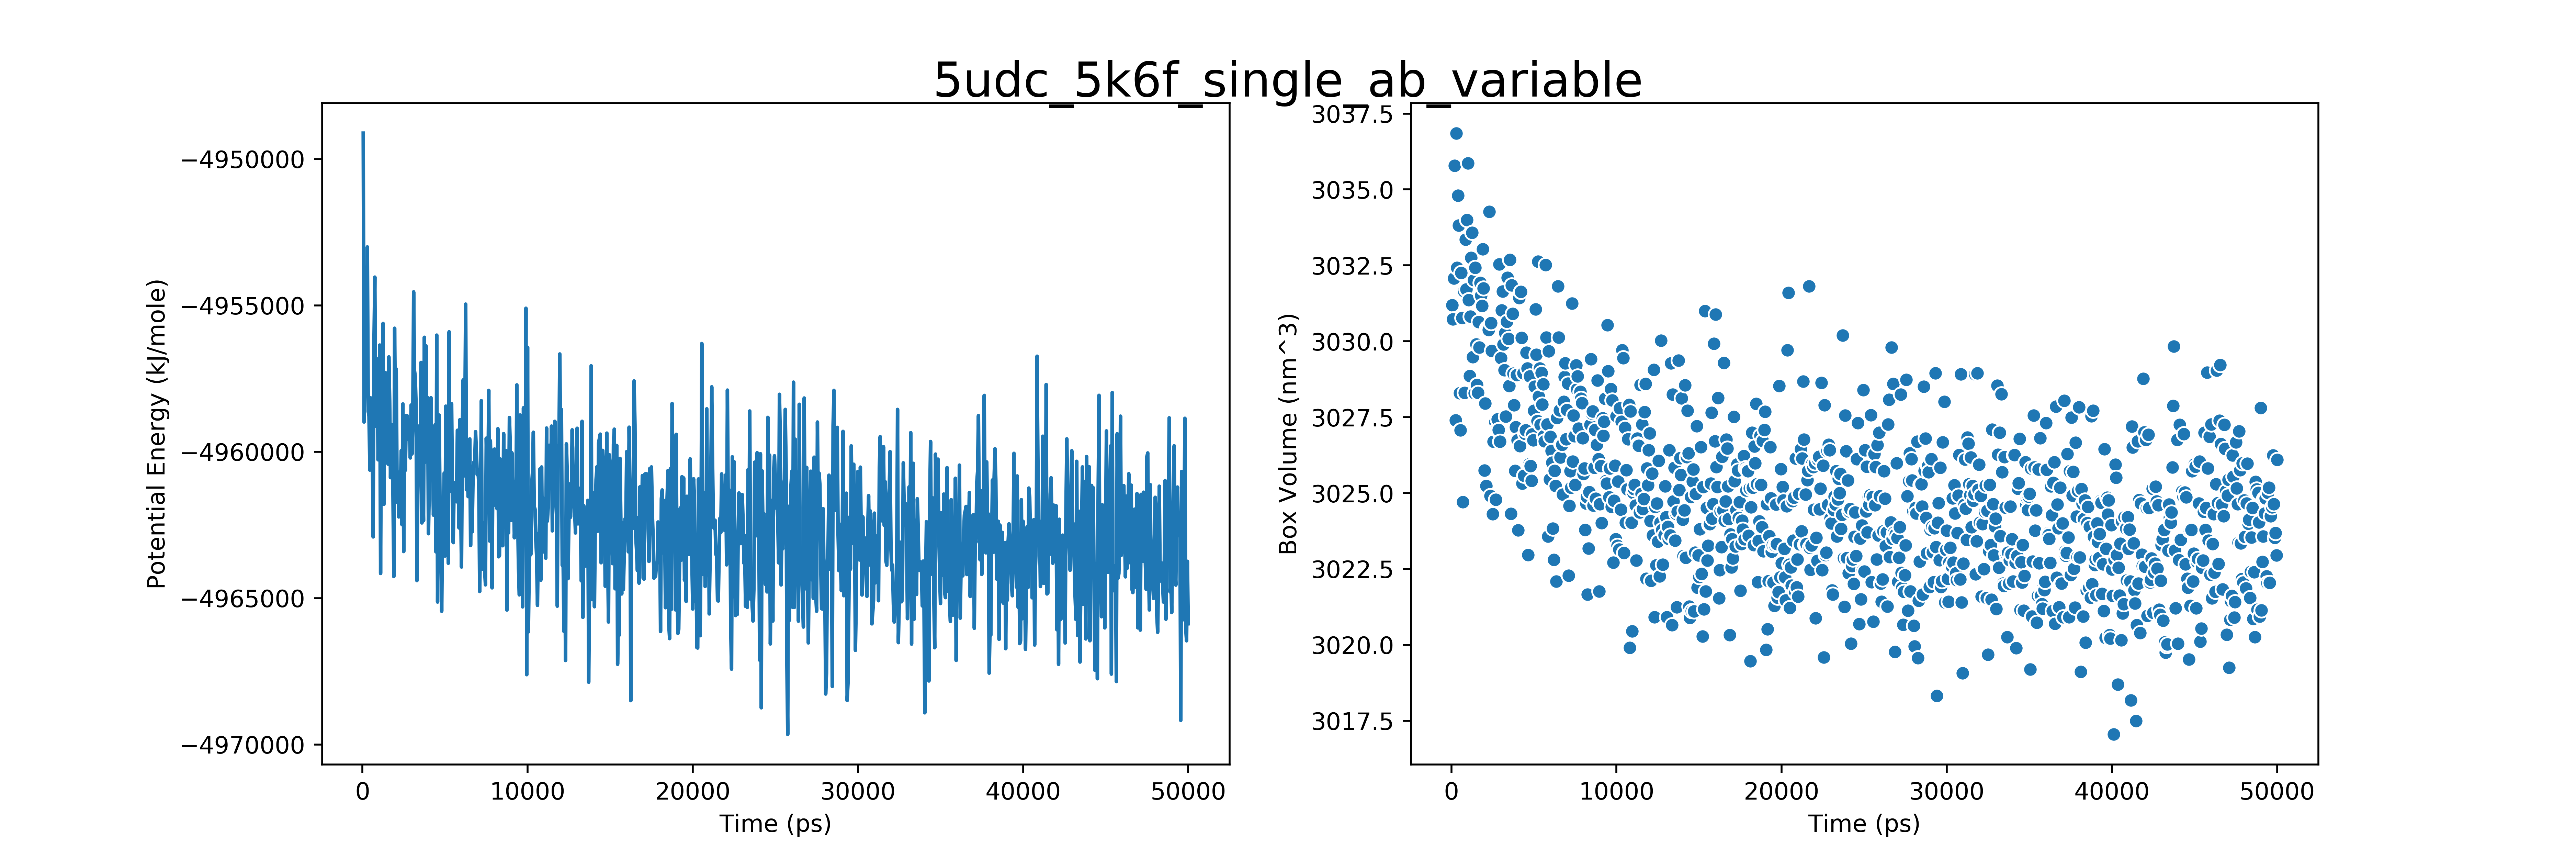 5udc_5k6f_single_ab_variable
−4950000
−4955000
−4960000
−4965000
−4970000
Potential Energy (kJ/mole)
0 10000 20000 30000 40000 50000
Time (ps)
3037.5
3035.0
3032.5
3030.0
3027.5
3025.0
3022.5
3020.0
3017.5
Box Volume (nm^3)
0 10000 20000 30000 40000 50000
Time (ps)